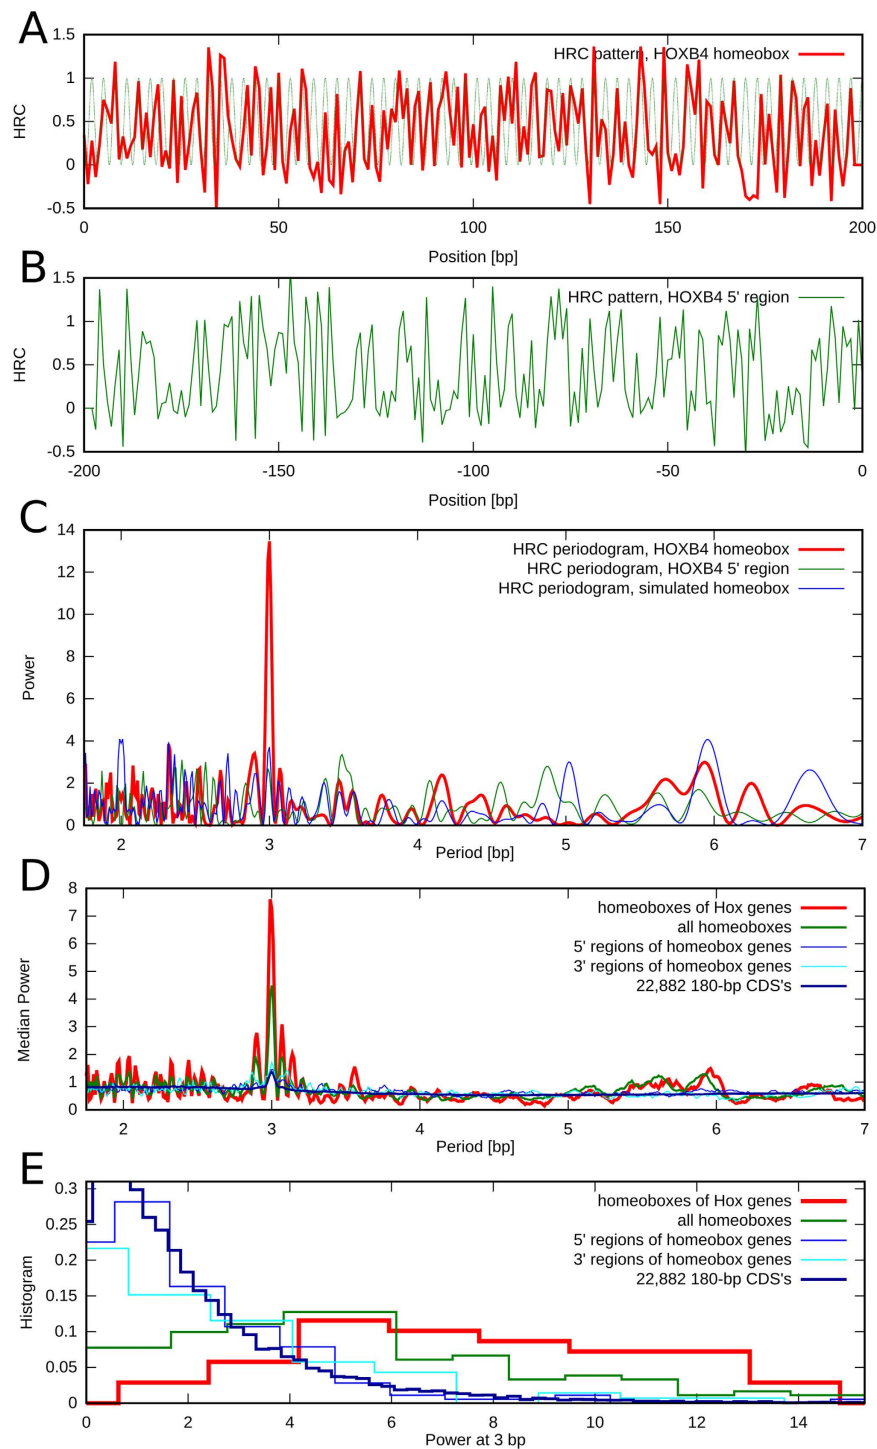 A
1.5
HRC pattern, HOXB4 homeobox
1
0.5
0
-0.5
HRC
0 50 100 150 200
Position [bp]
B
1.5
HRC pattern, HOXB4 5' region
1
0.5
0
-0.5
HRC
-200 -150 -100 -50 0
Position [bp]
C
14
12
10
8
6
4
2
0
Power
HRC periodogram, HOXB4 homeobox
HRC periodogram, HOXB4 5' region
HRC periodogram, simulated homeobox
2 3 4 5 6 7
Period [bp]
D
8
7
6
5
4
3
2
1
0
Median Power
homeoboxes of Hox genes
all homeoboxes
5' regions of homeobox genes
3' regions of homeobox genes
22,882 180-bp CDS's
2 3 4 5 6 7
Period [bp]
E
0.3
0.25
0.2
0.15
0.1
0.05
0
Histogram
homeoboxes of Hox genes
all homeoboxes
5' regions of homeobox genes
3' regions of homeobox genes
22,882 180-bp CDS's
0 2 4 6 8 10 12 14
Power at 3 bp